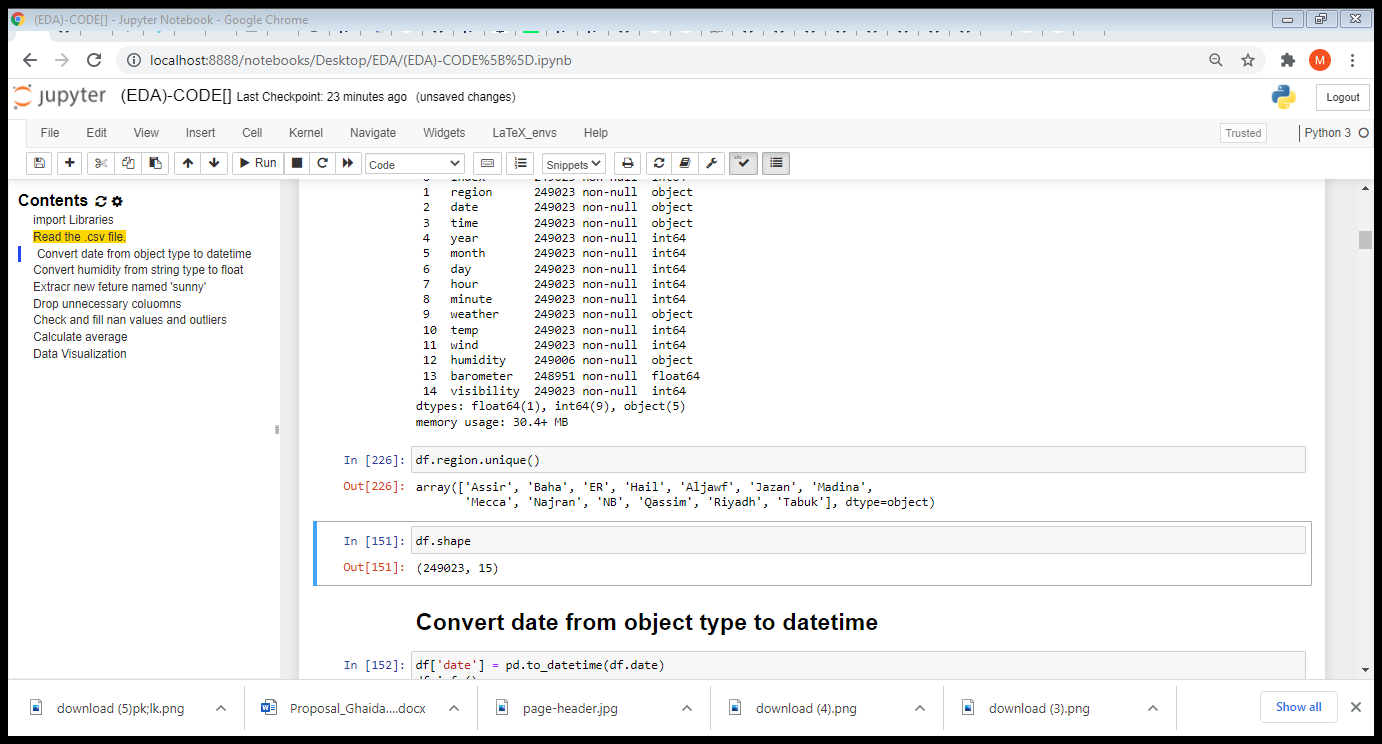 (EDA)-CODE[] - Jupyter Notebook - Google Chrome
localhost:8888/notebooks/Desktop/EDA/(EDA)-CODE%5B%5D.ipynb
M
jupyter (EDA)-CODE[] Last Checkpoint: 23 minutes ago (unsaved changes)
Logout
File Edit View Insert Cell Kernel Navigate Widgets LaTeX_envs Help
Trusted
Python 3
Run
Code
Snippets
Contents
import Libraries
Read the .csv file.
Convert date from object type to datetime
Convert humidity from string type to float
Extracr new feture named 'sunny'
Drop unnecessary coluomns
Check and fill nan values and outliers
Calculate average
Data Visualization
0 index 249023 non-null int64
1 region 249023 non-null object
2 date 249023 non-null object
3 time 249023 non-null object
4 year 249023 non-null int64
5 month 249023 non-null int64
6 day 249023 non-null int64
7 hour 249023 non-null int64
8 minute 249023 non-null int64
9 weather 249023 non-null object
10 temp 249023 non-null int64
11 wind 249023 non-null int64
12 humidity 249006 non-null object
13 barometer 248951 non-null float64
14 visibility 249023 non-null int64
dtypes: float64(1), int64(9), object(5)
memory usage: 30.4+ MB
In [226]: df.region.unique()
Out[226]: array(['Assir', 'Baha', 'ER', 'Hail', 'Aljawf', 'Jazan', 'Madina',
'Mecca', 'Najran', 'NB', 'Qassim', 'Riyadh', 'Tabuk'], dtype=object)
In [151]: df.shape
Out[151]: (249023, 15)
Convert date from object type to datetime
In [152]: df['date'] = pd.to_datetime(df.date)
download (5)pk;lk.png
Proposal_Ghaida....docx
page-header.jpg
download (4).png
download (3).png
Show all